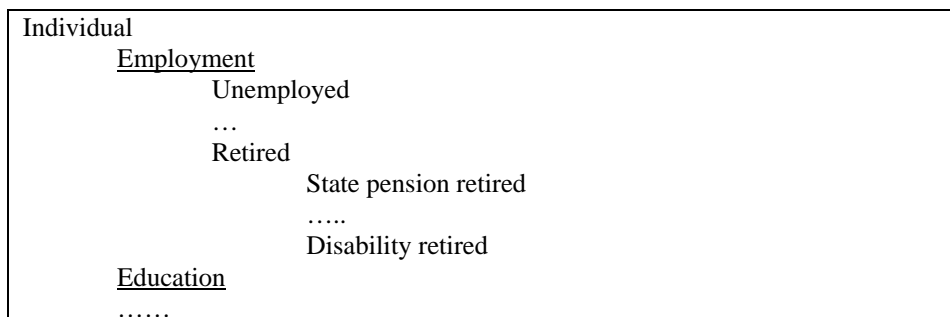 Individual
Employment
Unemployed
…
Retired
State pension retired
…..
Disability retired
Education
……